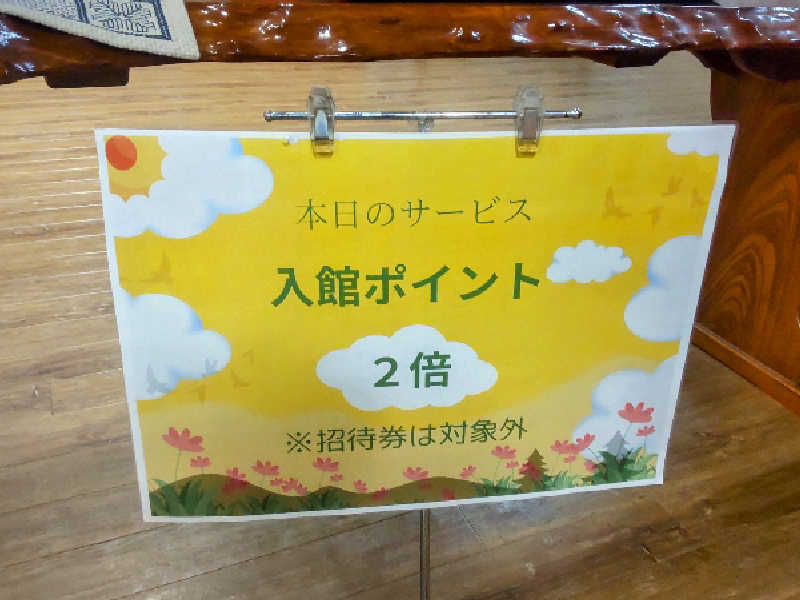 本日のサービス
入館ポイント
２倍
※招待券は対象外